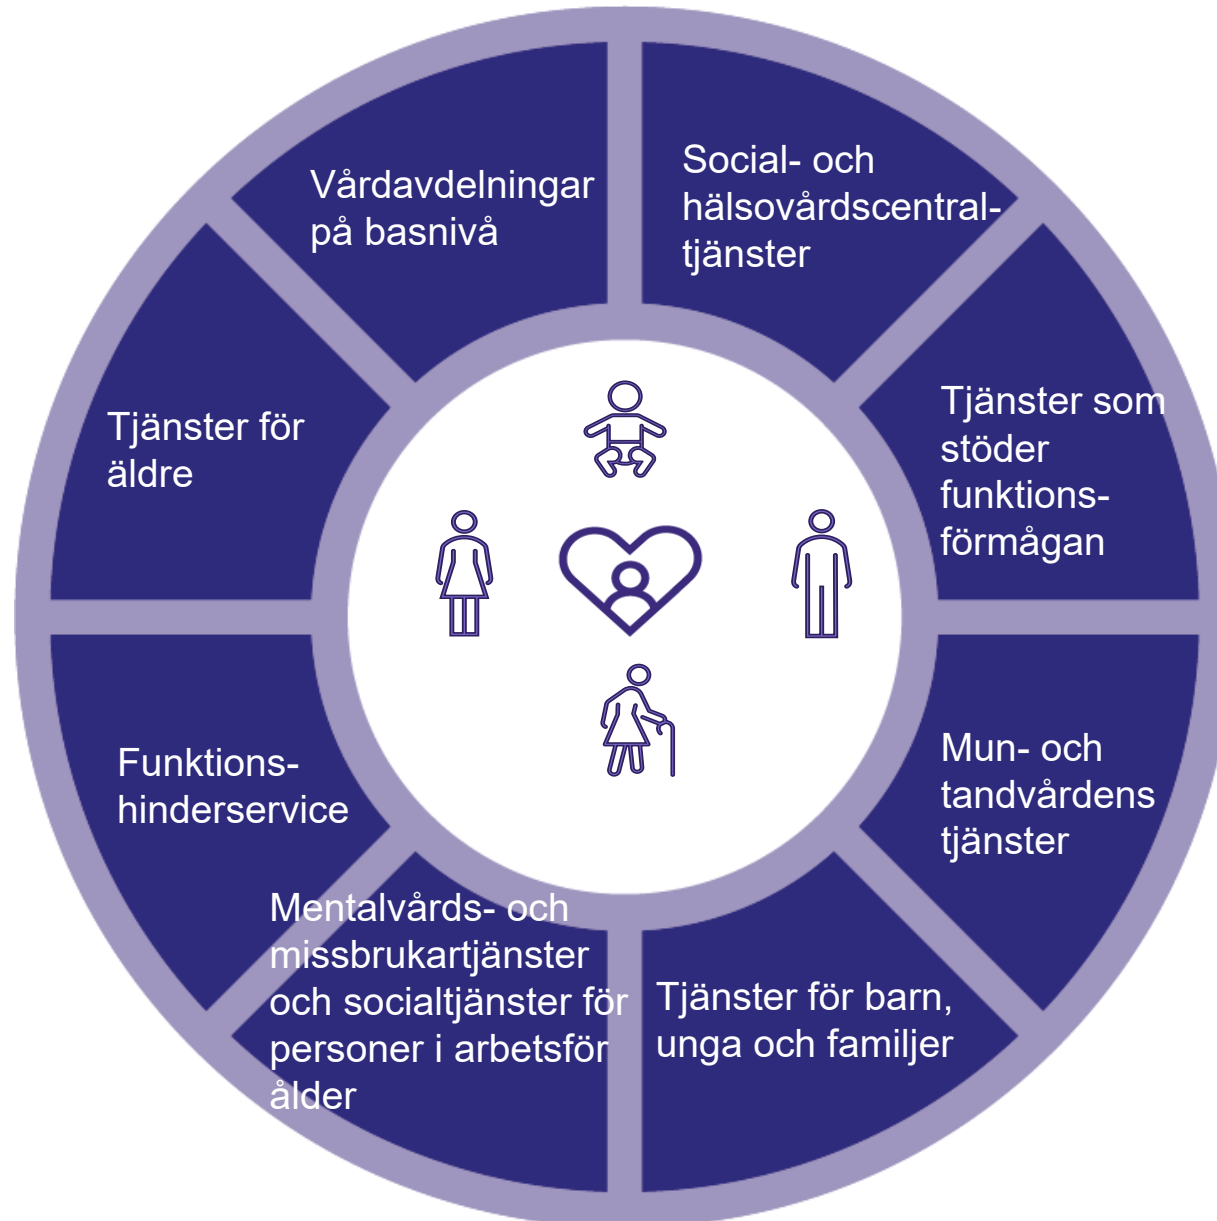 Vårdavdelningar
på basnivå
Social- och
hälsovårdscentral-
tjänster
Tjänster som
stöder
funktions-
förmågan
Mun- och
tandvårdens
tjänster
Tjänster för barn,
unga och familjer
Mentalvårds- och
missbrukartjänster
och socialtjänster för
personer i arbetsför
ålder
Funktions-
hinderservice
Tjänster för
äldre